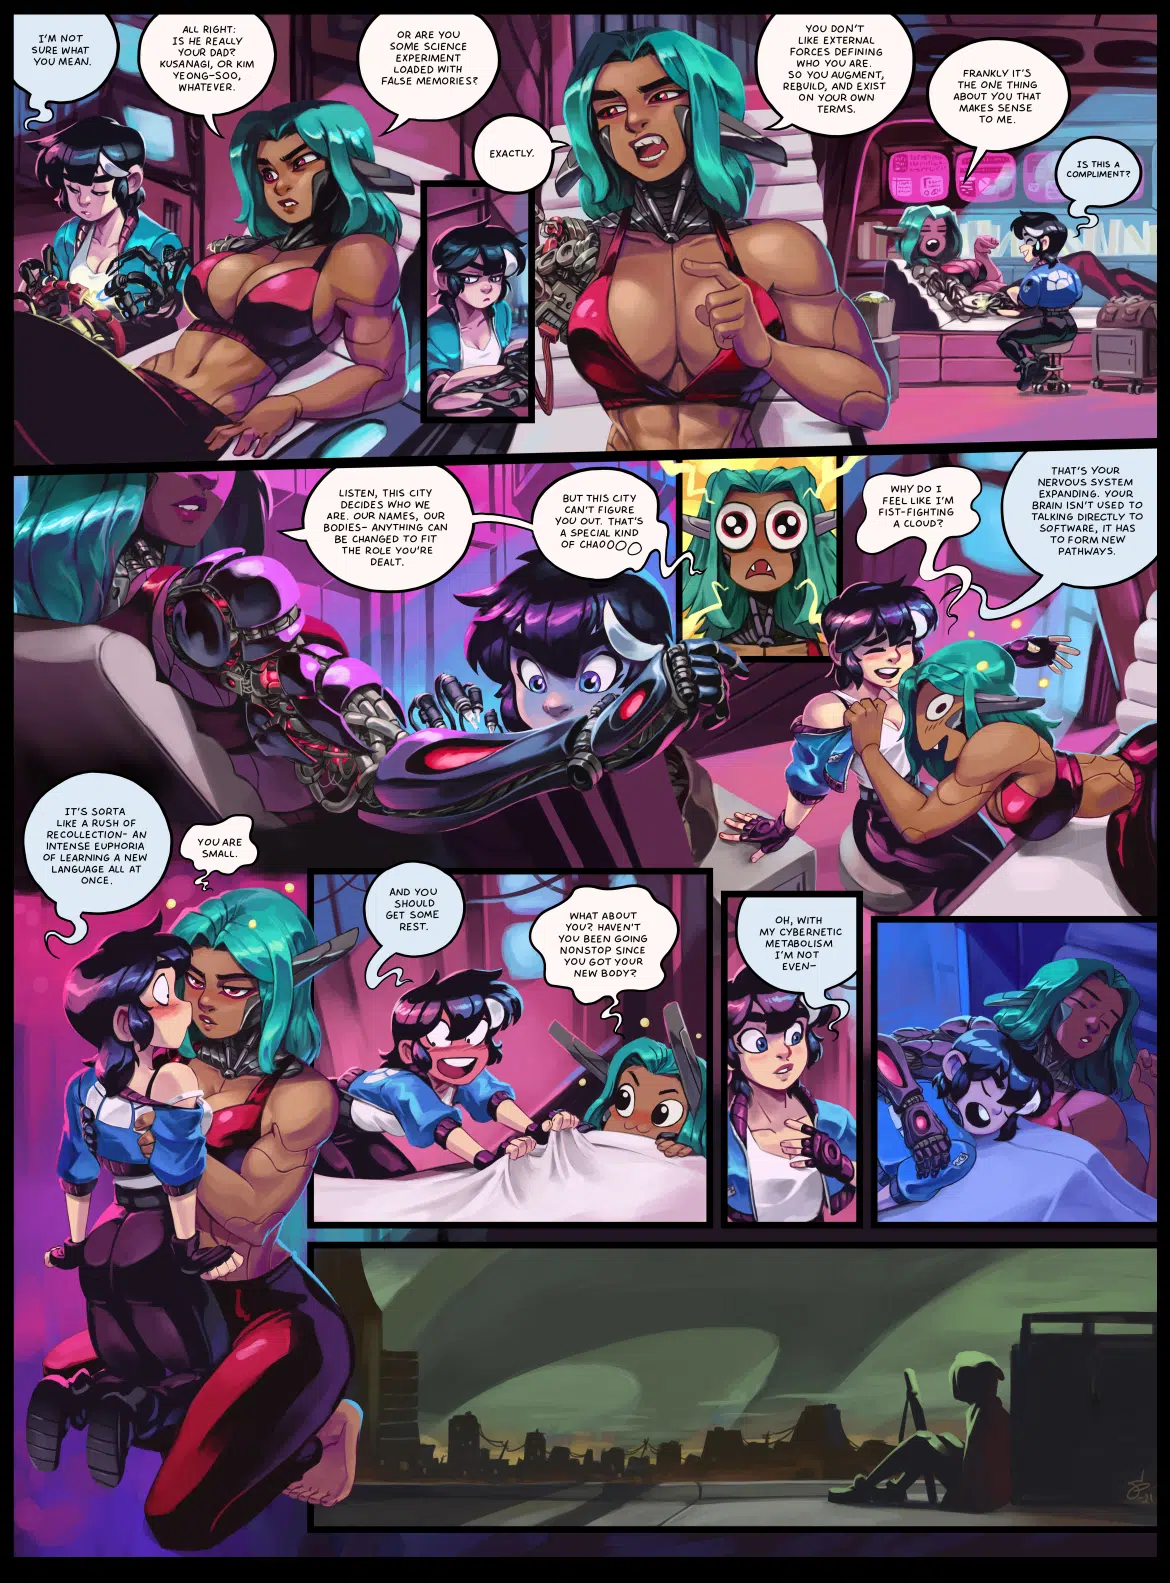 I'M NOT
SURE WHAT
YOU MEAN.
ALL RIGHT:
IS HE REALLY
YOUR DAD?
KUSANAGI, OR KIM
YEONG-SOO,
WHATEVER.
OR ARE YOU
SOME SCIENCE
EXPERIMENT
LOADED WITH
FALSE MEMORIES?
EXACTLY.
YOU DON'T
LIKE EXTERNAL
FORCES DEFINING
WHO YOU ARE.
SO YOU AUGMENT,
REBUILD, AND EXIST
ON YOUR OWN
TERMS.
FRANKLY IT'S
THE ONE THING
ABOUT YOU THAT
MAKES SENSE
TO ME.
IS THIS A
COMPLIMENT?
LISTEN, THIS CITY
DECIDES WHO WE
ARE. OUR NAMES, OUR
BODIES- ANYTHING CAN
BE CHANGED TO FIT
THE ROLE YOU'RE
DEALT.
BUT THIS CITY
CAN'T FIGURE
YOU OUT. THAT'S
A SPECIAL KIND
OF CHAOOOO
WHY DO I
FEEL LIKE I'M
FIST-FIGHTING
A CLOUD?
THAT'S YOUR
NERVOUS SYSTEM
EXPANDING. YOUR
BRAIN ISN'T USED TO
TALKING DIRECTLY TO
SOFTWARE, IT HAS
TO FORM NEW
PATHWAYS.
IT'S SORTA
LIKE A RUSH OF
RECOLLECTION- AN
INTENSE EUPHORIA
OF LEARNING A NEW
LANGUAGE ALL AT
ONCE.
YOU ARE
SMALL.
AND YOU
SHOULD
GET SOME
REST.
WHAT ABOUT
YOU? HAVEN'T
YOU BEEN GOING
NONSTOP SINCE
YOU GOT YOUR
NEW BODY?
OH, WITH
MY CYBERNETIC
METABOLISM
I'M NOT
EVEN-